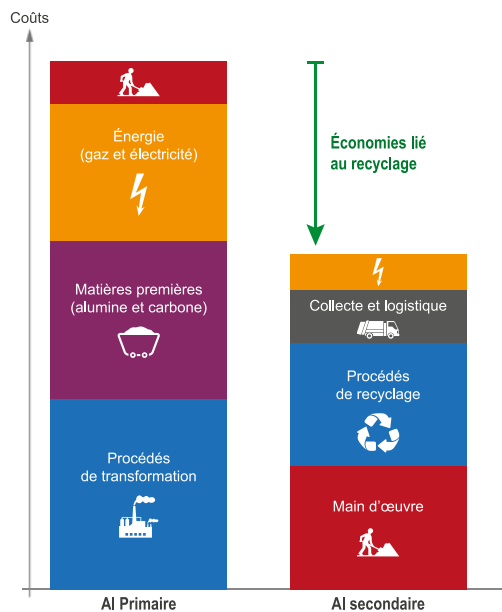 Coûts
Énergie
(gaz et électricité)
Matières premières
(alumine et carbone)
Procédés
de transformation
Al Primaire
Économies lié
au recyclage
Collecte et logistique
Procédés
de recyclage
Main d'œuvre
Al secondaire